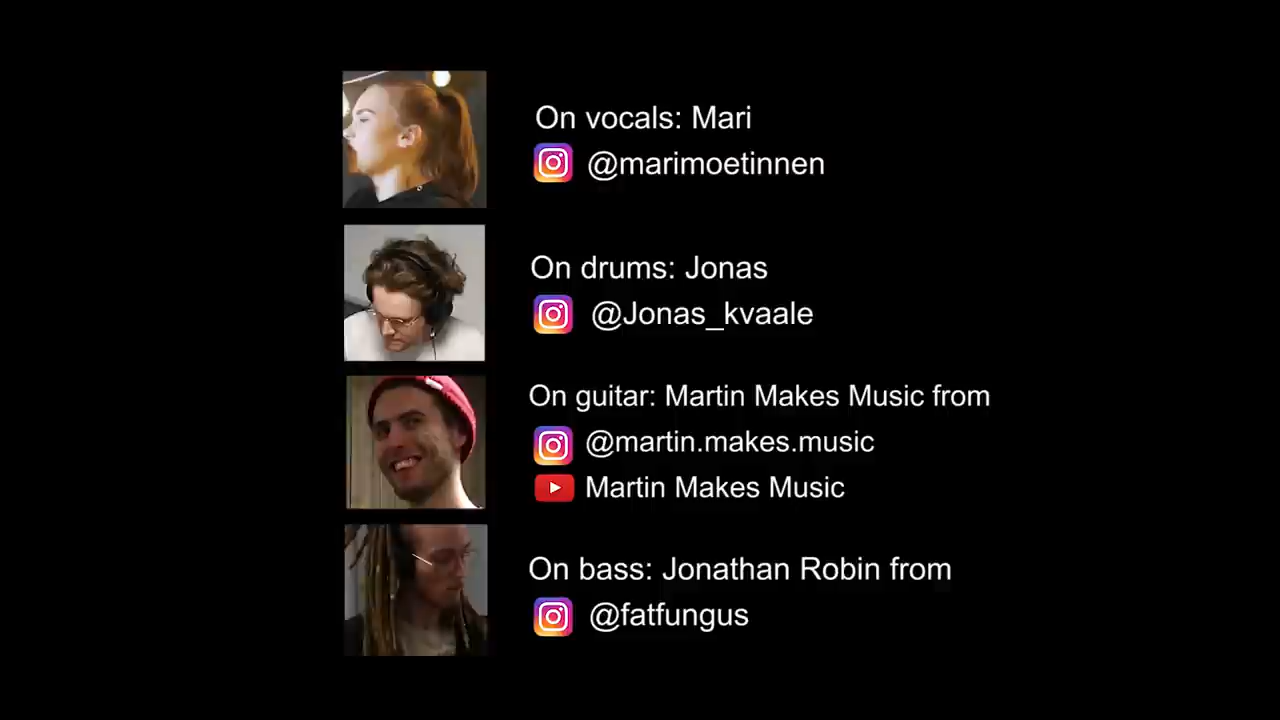 On vocals: Mari
@marimoetinnen
On drums: Jonas
@Jonas_kvaale
On guitar: Martin Makes Music from
@martin.makes.music
Martin Makes Music
On bass: Jonathan Robin from
@fatfungus